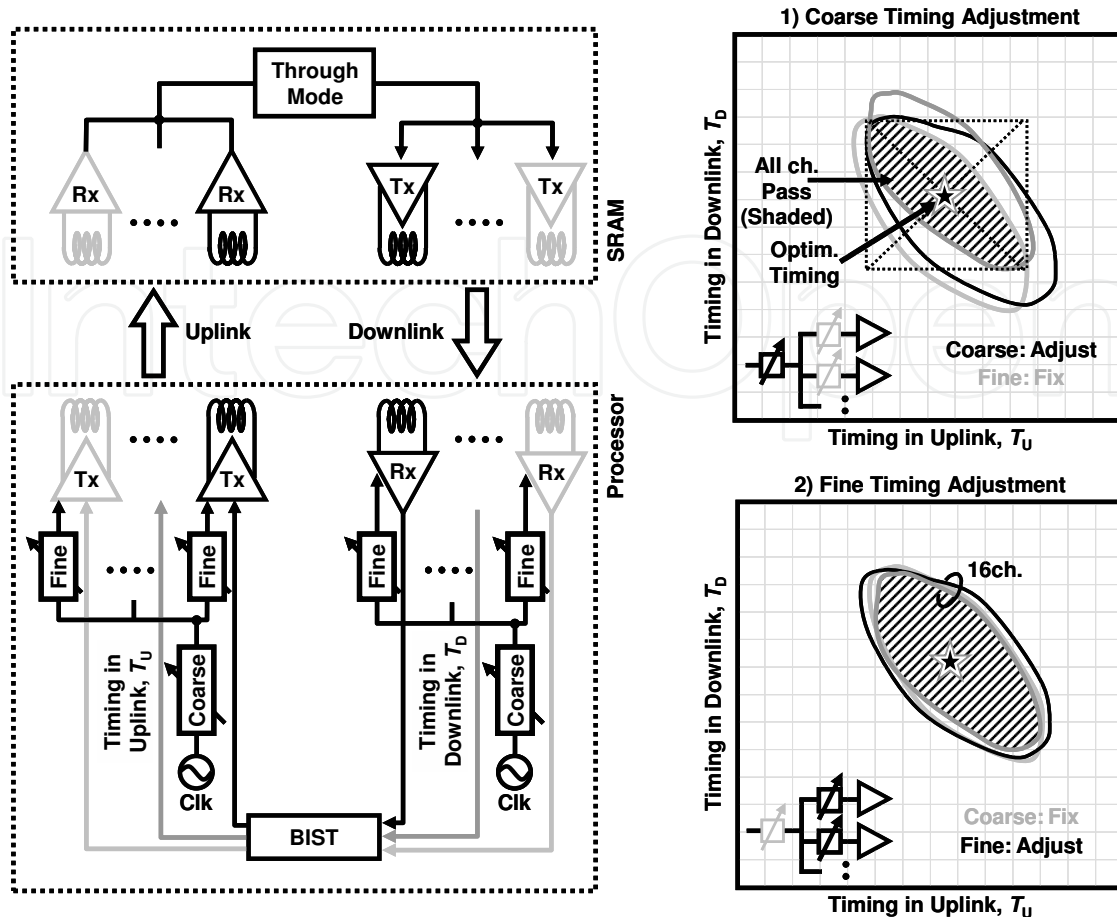 Through
Mode
Rx
Rx
Tx
Tx
SRAM
Uplink
Downlink
Processor
Tx
Tx
Rx
Rx
Fine
Fine
Fine
Fine
Timing in
Uplink, TU
Coarse
Timing in
Downlink, TD
Coarse
Clk
Clk
BIST
1) Coarse Timing Adjustment
Timing in Downlink, TD
All ch.
Pass
(Shaded)
Optim.
Timing
Coarse: Adjust
Fine: Fix
Timing in Uplink, TU
2) Fine Timing Adjustment
Timing in Downlink, TD
16ch.
Coarse: Fix
Fine: Adjust
Timing in Uplink, TU
IntechOpen